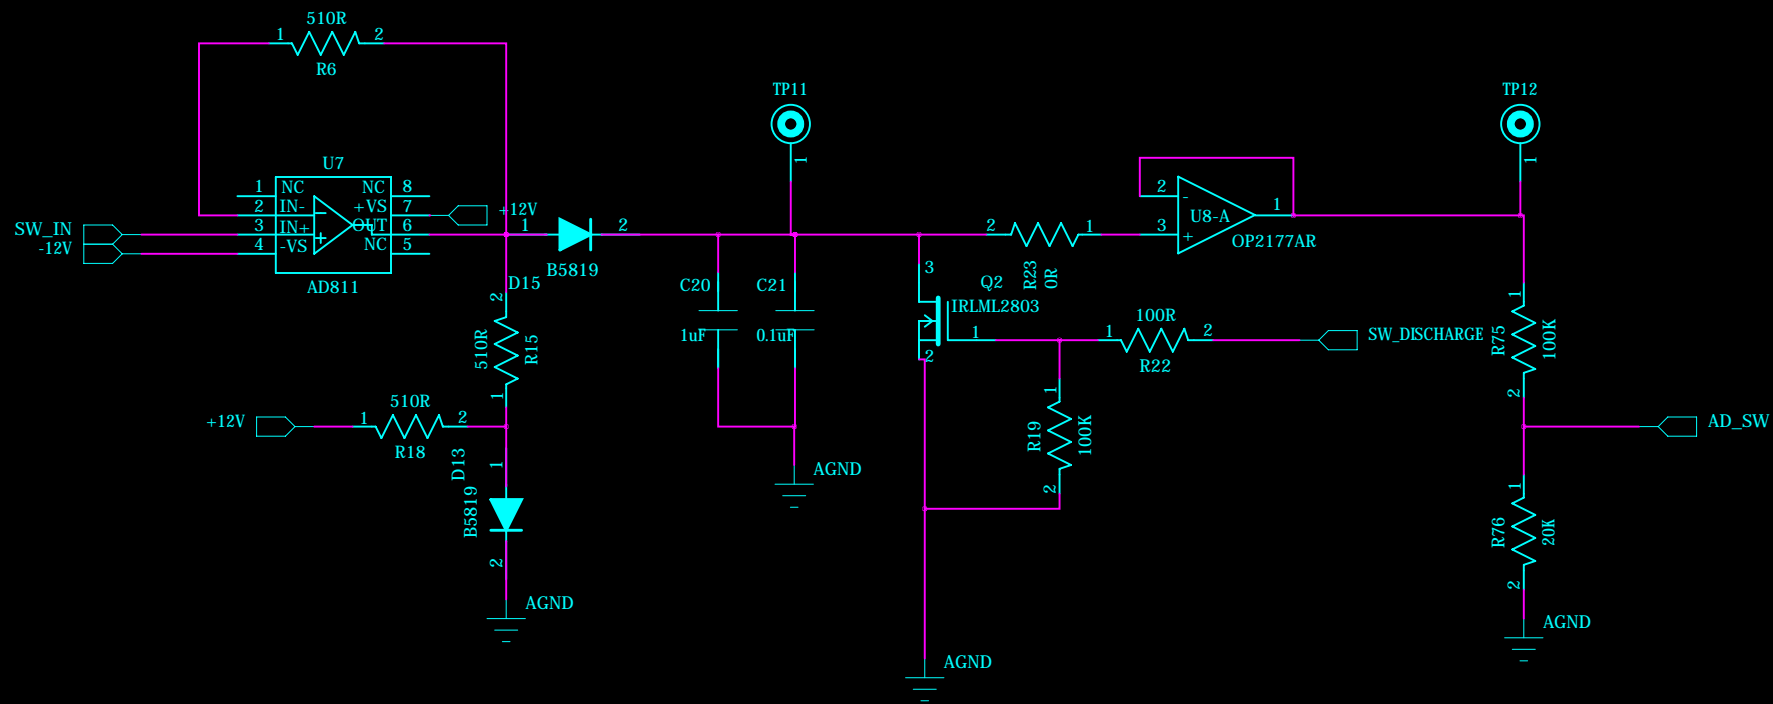 510R
1
2
R6
TP11
1
TP12
1
U7
1
NC
NC
8
2
IN-
+VS
7
+12V
SW_IN
3
IN+
OUT
6
-12V
4
-VS
NC
5
AD811
1
2
B5819
D15
2
510R
R15
1
510R
+12V
1
2
R18
D13
1
B5819
2
AGND
C20
1uF
C21
0.1uF
AGND
2
1
R23
0R
3
Q2
IRLML2803
1
2
100R
1
2
R22
SW_DISCHARGE
1
R19
100K
2
AGND
2
-
3
+
U8-A
1
OP2177AR
1
R75
100K
2
AD_SW
1
R76
20K
2
AGND